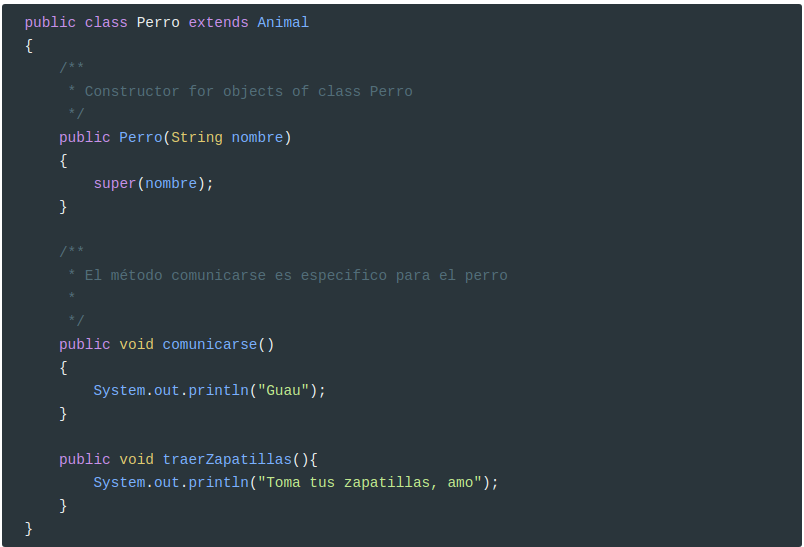 public class Perro extends Animal
{
    /**
     * Constructor for objects of class Perro
     */
    public Perro(String nombre)
    {
        super(nombre);
    }

    /**
     * El método comunicarse es especifico para el perro
     *
     */
    public void comunicarse()
    {
        System.out.println("Guau");
    }

    public void traerZapatillas(){
        System.out.println("Toma tus zapatillas, amo");
    }
}